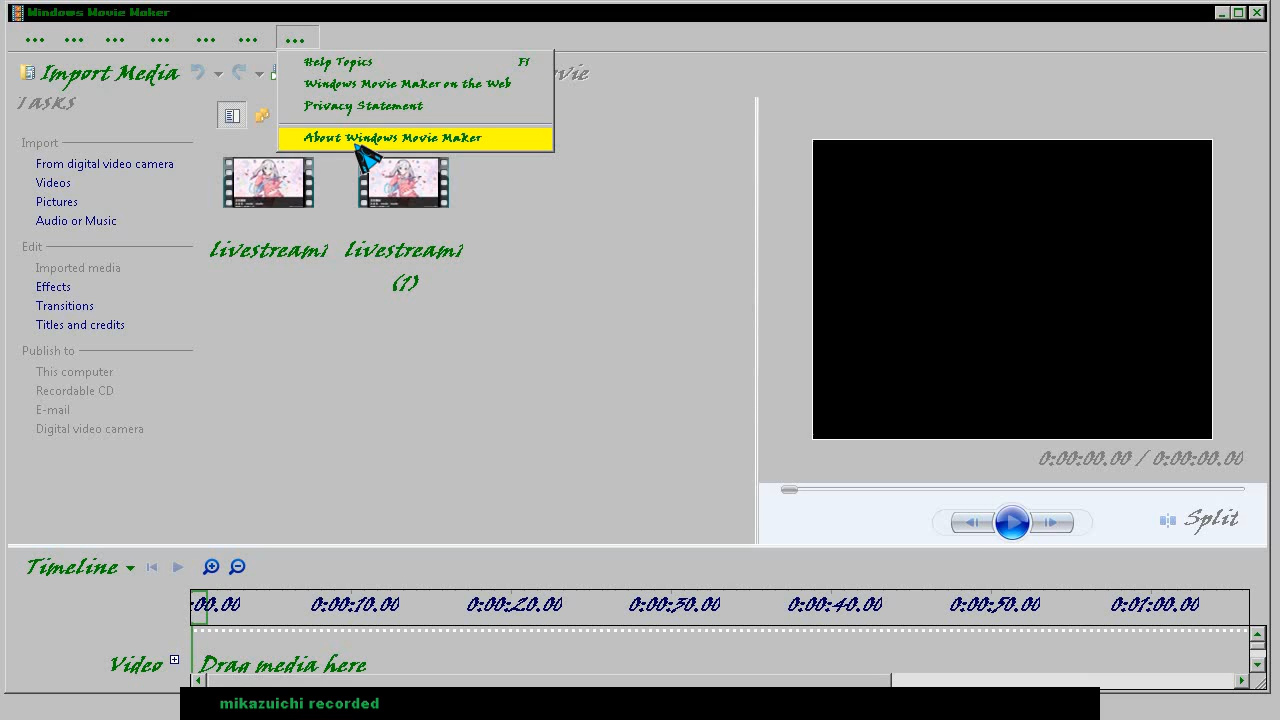 Windows Movie Maker
... ... ... ... ... ... ...
Help Topics F1
Windows Movie Maker on the Web
Privacy Statement
About Windows Movie Maker
Import Media
Tasks
Import
From digital video camera
Videos
Pictures
Audio or Music
Edit
Imported media
Effects
Transitions
Titles and credits
Publish to
This computer
Recordable CD
E-mail
Digital video camera
livestream1
livestream1
(1)
0:00:00.00 / 0:00:00.00
Split
Timeline
:00.00 0:00:10.00 0:00:20.00 0:00:30.00 0:00:40.00 0:00:50.00 0:01:00.00
Video
Drag media here
mikazuichi recorded